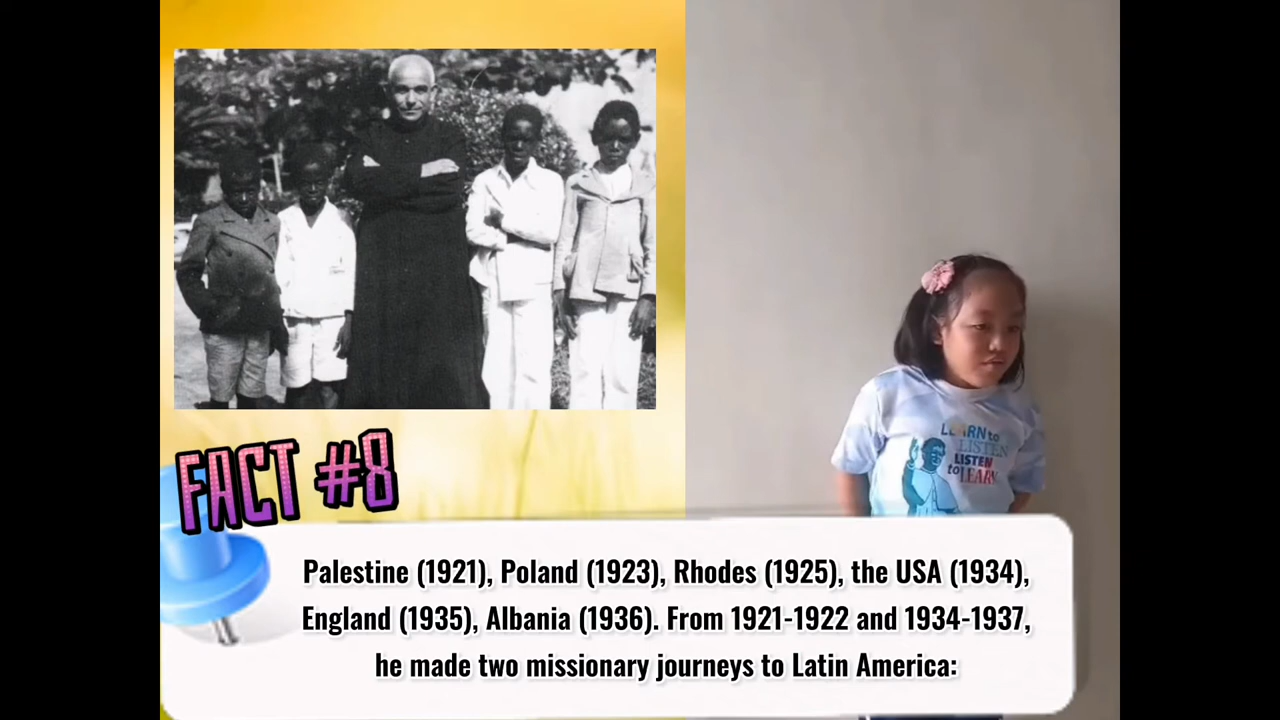 LEARN to
LISTEN
LISTEN
to LEARN
FACT #8
Palestine (1921), Poland (1923), Rhodes (1925), the USA (1934),
England (1935), Albania (1936). From 1921-1922 and 1934-1937,
he made two missionary journeys to Latin America: